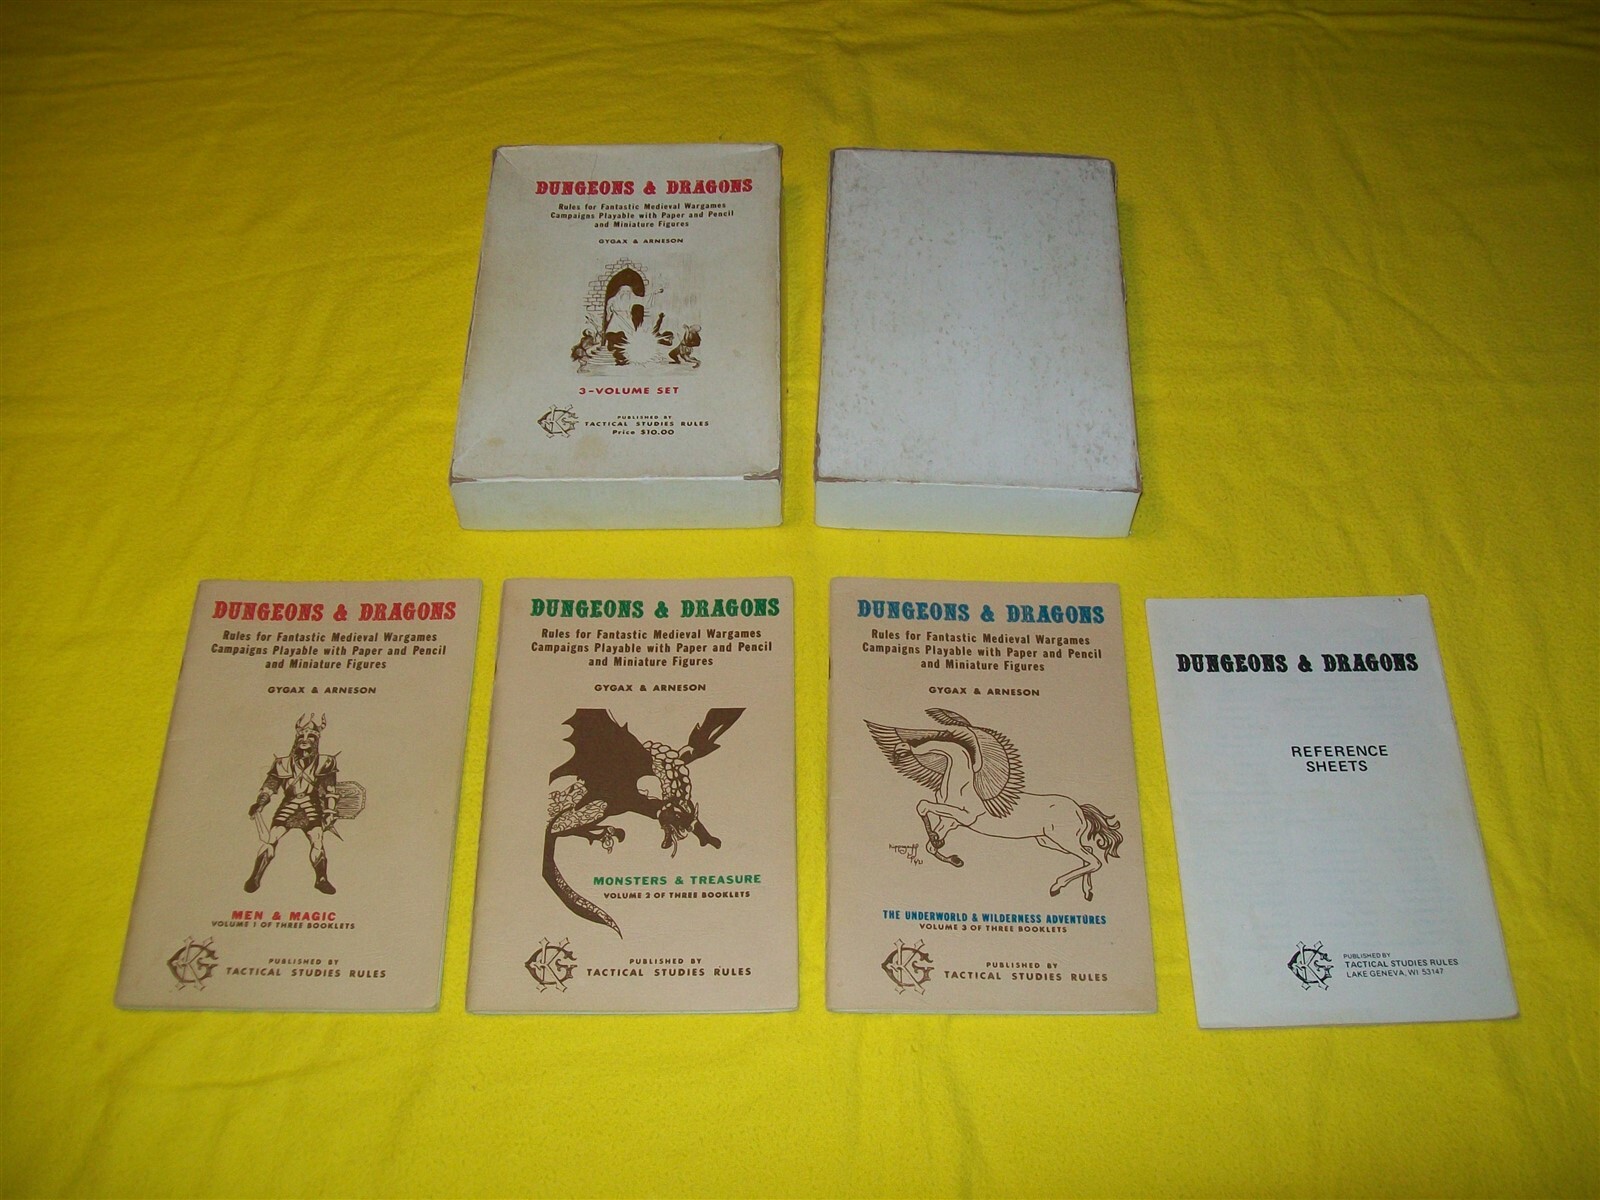 DUNGEONS & DRAGONS
Rules for Fantastic Medieval Wargames
Campaigns Playable with Paper and Pencil
and Miniature Figures
GYGAX & ARNESON
3-VOLUME SET
PUBLISHED BY
TACTICAL STUDIES RULES
Price $10.00
DUNGEONS & DRAGONS
Rules for Fantastic Medieval Wargames
Campaigns Playable with Paper and Pencil
and Miniature Figures
GYGAX & ARNESON
MEN & MAGIC
VOLUME 1 OF THREE BOOKLETS
PUBLISHED BY
TACTICAL STUDIES RULES
DUNGEONS & DRAGONS
Rules for Fantastic Medieval Wargames
Campaigns Playable with Paper and Pencil
and Miniature Figures
GYGAX & ARNESON
MONSTERS & TREASURE
VOLUME 2 OF THREE BOOKLETS
PUBLISHED BY
TACTICAL STUDIES RULES
DUNGEONS & DRAGONS
Rules for Fantastic Medieval Wargames
Campaigns Playable with Paper and Pencil
and Miniature Figures
GYGAX & ARNESON
THE UNDERWORLD & WILDERNESS ADVENTURES
VOLUME 3 OF THREE BOOKLETS
PUBLISHED BY
TACTICAL STUDIES RULES
DUNGEONS & DRAGONS
REFERENCE
SHEETS
PUBLISHED BY
TACTICAL STUDIES RULES
LAKE GENEVA, WI 53147